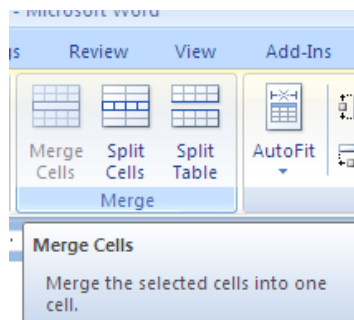 - Microsoft Word
Review View Add-Ins
Merge Cells Split Cells Split Table AutoFit
Merge
Merge Cells
Merge the selected cells into one
cell.